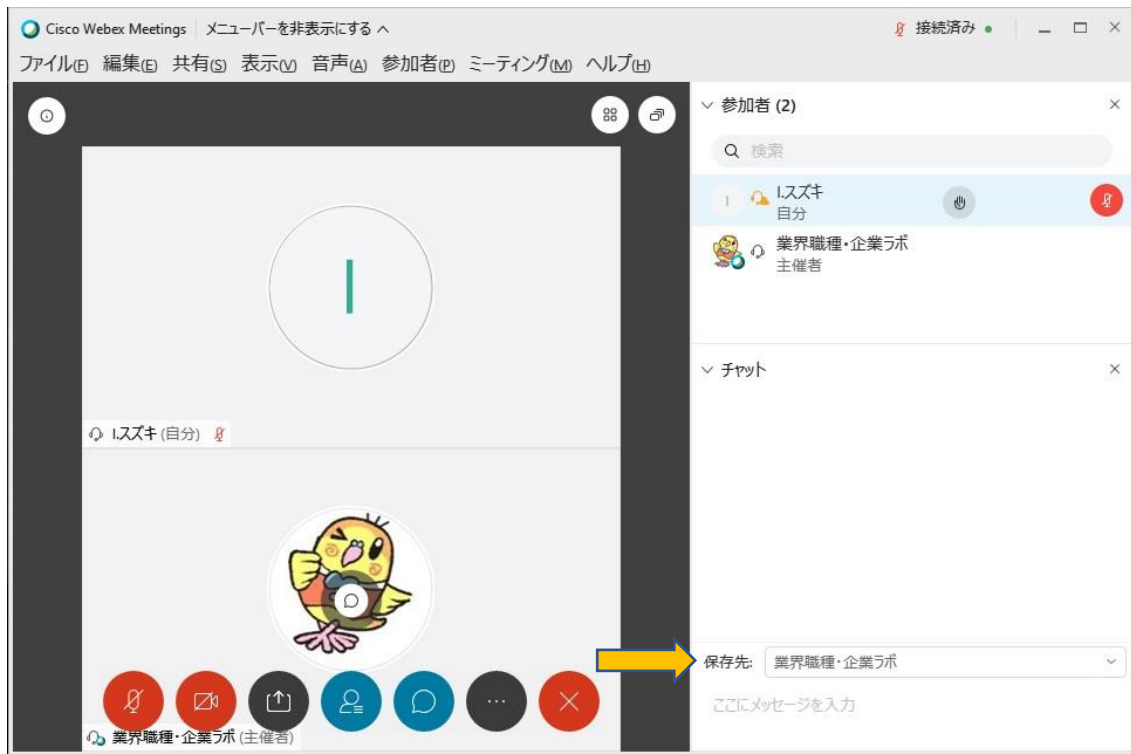 Cisco Webex Meetings メニューバーを非表示にする ヘ 接続済み
ファイル(F) 編集(E) 共有(S) 表示(V) 音声(A) 参加者(P) ミーティング(M) ヘルプ(H)
参加者 (2)
検索
I
I.スズキ
自分
業界職種・企業ラボ
主催者
I
I.スズキ (自分)
チャット
保存先: 業界職種・企業ラボ
ここにメッセージを入力
業界職種・企業ラボ (主催者)